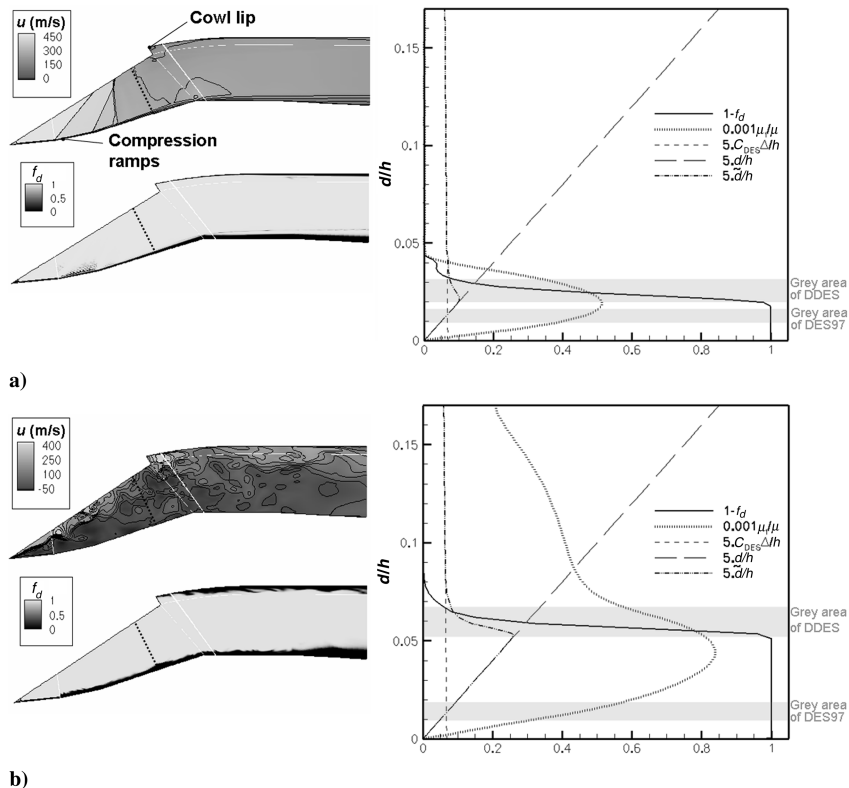 u (m/s)
450
300
150
0
Cowl lip
Compression
ramps
f_d
1
0.5
0
a)
d/h
0.15
0.1
0.05
0
0 0.2 0.4 0.6 0.8 1
1-f_d
0.001μ_t/μ
5.C_DES Δ/h
5.d/h
5.d̃/h
Grey area
of DDES
Grey area
of DES97
u (m/s)
400
250
100
-50
f_d
1
0.5
0
b)
d/h
0.15
0.1
0.05
0
0 0.2 0.4 0.6 0.8 1
1-f_d
0.001μ_t/μ
5.C_DES Δ/h
5.d/h
5.d̃/h
Grey area
of DDES
Grey area
of DES97